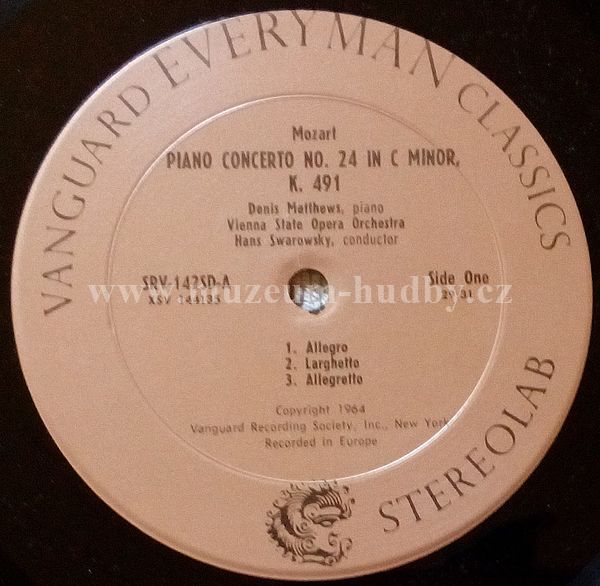 VANGUARD EVERYMAN CLASSICS
Mozart
PIANO CONCERTO NO. 24 IN C MINOR,
K. 491
Denis Matthews, piano
Vienna State Opera Orchestra
Hans Swarowsky, conductor
SRV-142SD-A
Side One
www.muzeum-hudby.cz
1. Allegro
2. Larghetto
3. Allegretto
Copyright 1964
Vanguard Recording Society, Inc., New York
Recorded in Europe
STEREOLAB